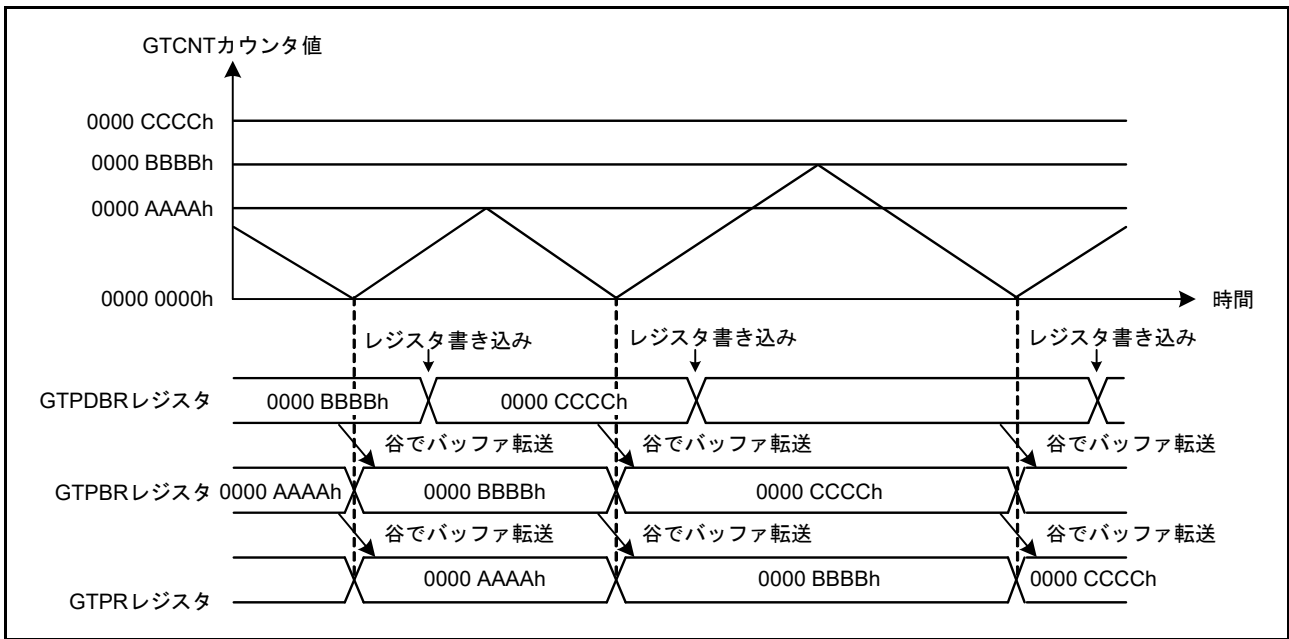 GTCNTカウンタ値
0000 CCCCh
0000 BBBBh
0000 AAAAh
0000 0000h
時間
レジスタ書き込み レジスタ書き込み レジスタ書き込み
GTPDBRレジスタ 0000 BBBBh 0000 CCCCh
谷でバッファ転送 谷でバッファ転送 谷でバッファ転送
GTPBRレジスタ 0000 AAAAh 0000 BBBBh 0000 CCCCh
谷でバッファ転送 谷でバッファ転送 谷でバッファ転送
GTPRレジスタ 0000 AAAAh 0000 BBBBh 0000 CCCCh